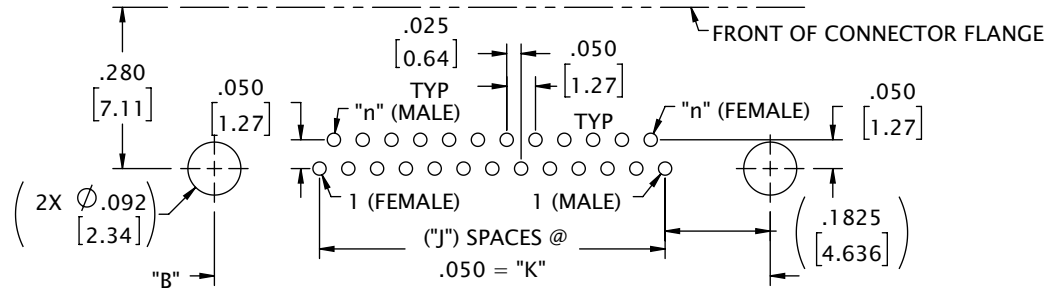 FRONT OF CONNECTOR FLANGE
.025
[0.64]
TYP
.050
[1.27]
TYP
.280
[7.11]
.050
[1.27]
"n" (MALE)
"n" (FEMALE)
.050
[1.27]
2X Ø.092
[2.34]
1 (FEMALE)
1 (MALE)
("J") SPACES @
.050 = "K"
(.1825
[4.636])
"B"